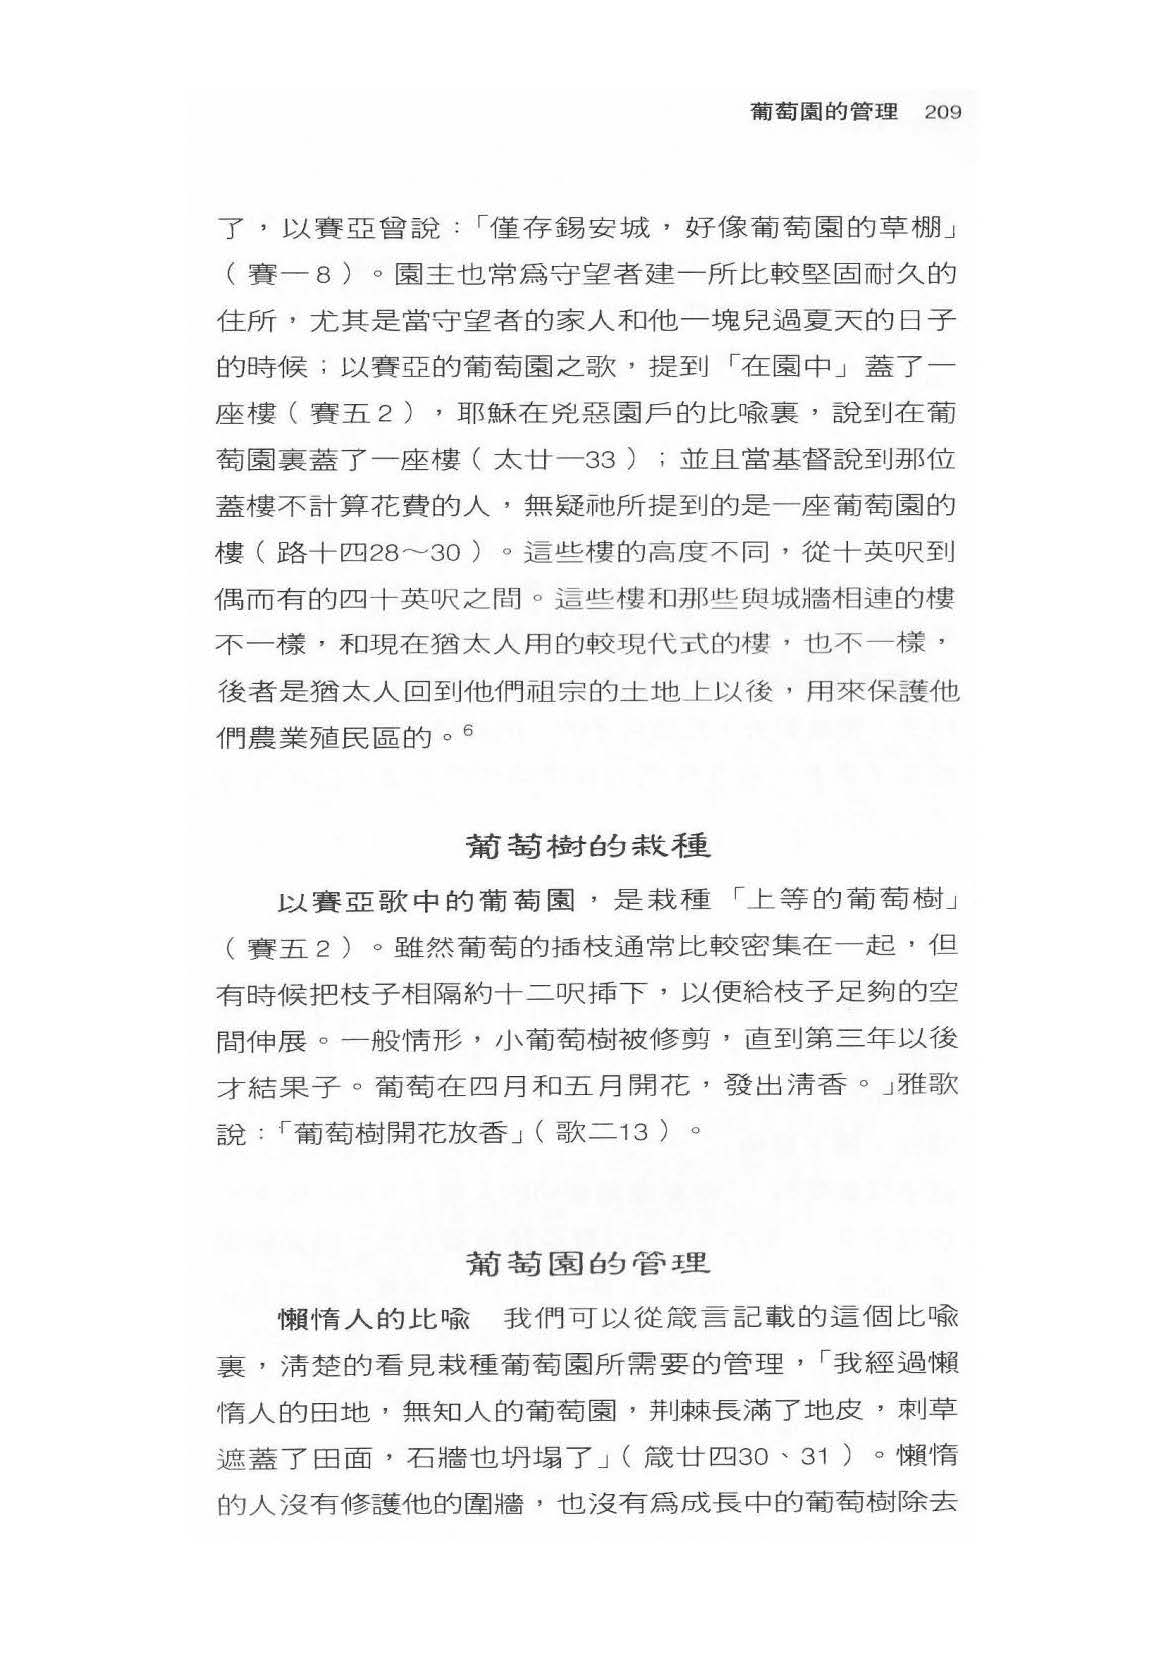 葡萄園的管理 209
了，以賽亞曾說：「僅存錫安城，好像葡萄園的草棚」
（賽一8）。園主也常爲守望者建一所比較堅固耐久的
住所，尤其是當守望者的家人和他一塊兒過夏天的日子
的時候；以賽亞的葡萄園之歌，提到「在園中」蓋了一
座樓（賽五2），耶穌在兇惡園戶的比喩裏，說到在葡
萄園裏蓋了一座樓（太廿一33）；並且當基督說到那位
蓋樓不計算花費的人，無疑祂所提到的是一座葡萄園的
樓（路十四28～30）。這些樓的高度不同，從十英呎到
偶而有的四十英呎之間。這些樓和那些與城牆相連的樓
不一樣，和現在猶太人用的較現代式的樓，也不一樣，
後者是猶太人回到他們祖宗的土地上以後，用來保護他
們農業殖民區的。6
葡萄樹的栽種
以賽亞歌中的葡萄園，是栽種「上等的葡萄樹」
（賽五2）。雖然葡萄的插枝通常比較密集在一起，但
有時候把枝子相隔約十二呎揷下，以便給枝子足夠的空
間伸展。一般情形，小葡萄樹被修剪，直到第三年以後
才結果子。葡萄在四月和五月開花，發出淸香。」雅歌
說：「葡萄樹開花放香」（歌二13）。
葡萄園的管理
懶惰人的比喩 我們可以從箴言記載的這個比喩
裏，淸楚的看見栽種葡萄園所需要的管理，「我經過懶
惰人的田地，無知人的葡萄園，荆棘長滿了地皮，刺草
遮蓋了田面，石牆也坍塌了」（箴廿四30、31）。懶惰
的人沒有修護他的圍牆，也沒有爲成長中的葡萄樹除去